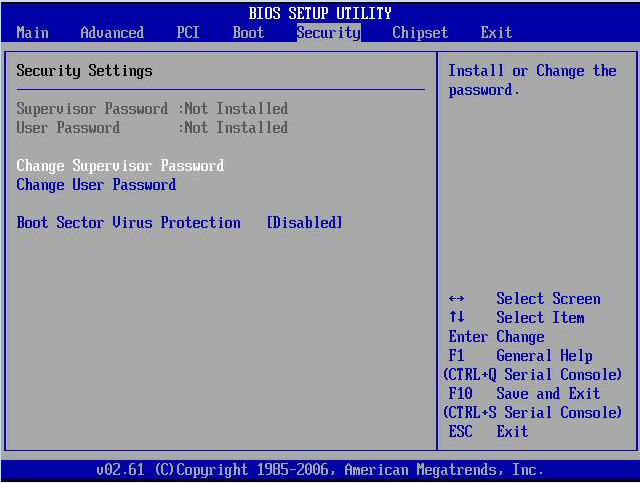 BIOS SETUP UTILITY
Main Advanced PCI Boot Security Chipset Exit
Security Settings
Supervisor Password :Not Installed
User Password :Not Installed
Change Supervisor Password
Change User Password
Boot Sector Virus Protection [Disabled]
Install or Change the
password.
↔ Select Screen
↑↓ Select Item
Enter Change
F1 General Help
(CTRL+Q Serial Console)
F10 Save and Exit
(CTRL+S Serial Console)
ESC Exit
v02.61 (C)Copyright 1985-2006, American Megatrends, Inc.